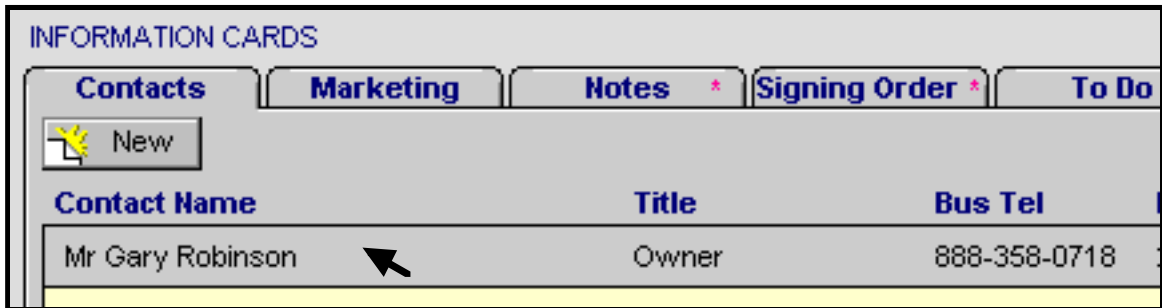 INFORMATION CARDS
Contacts Marketing Notes * Signing Order * To Do
New
Contact Name Title Bus Tel
Mr Gary Robinson Owner 888-358-0718